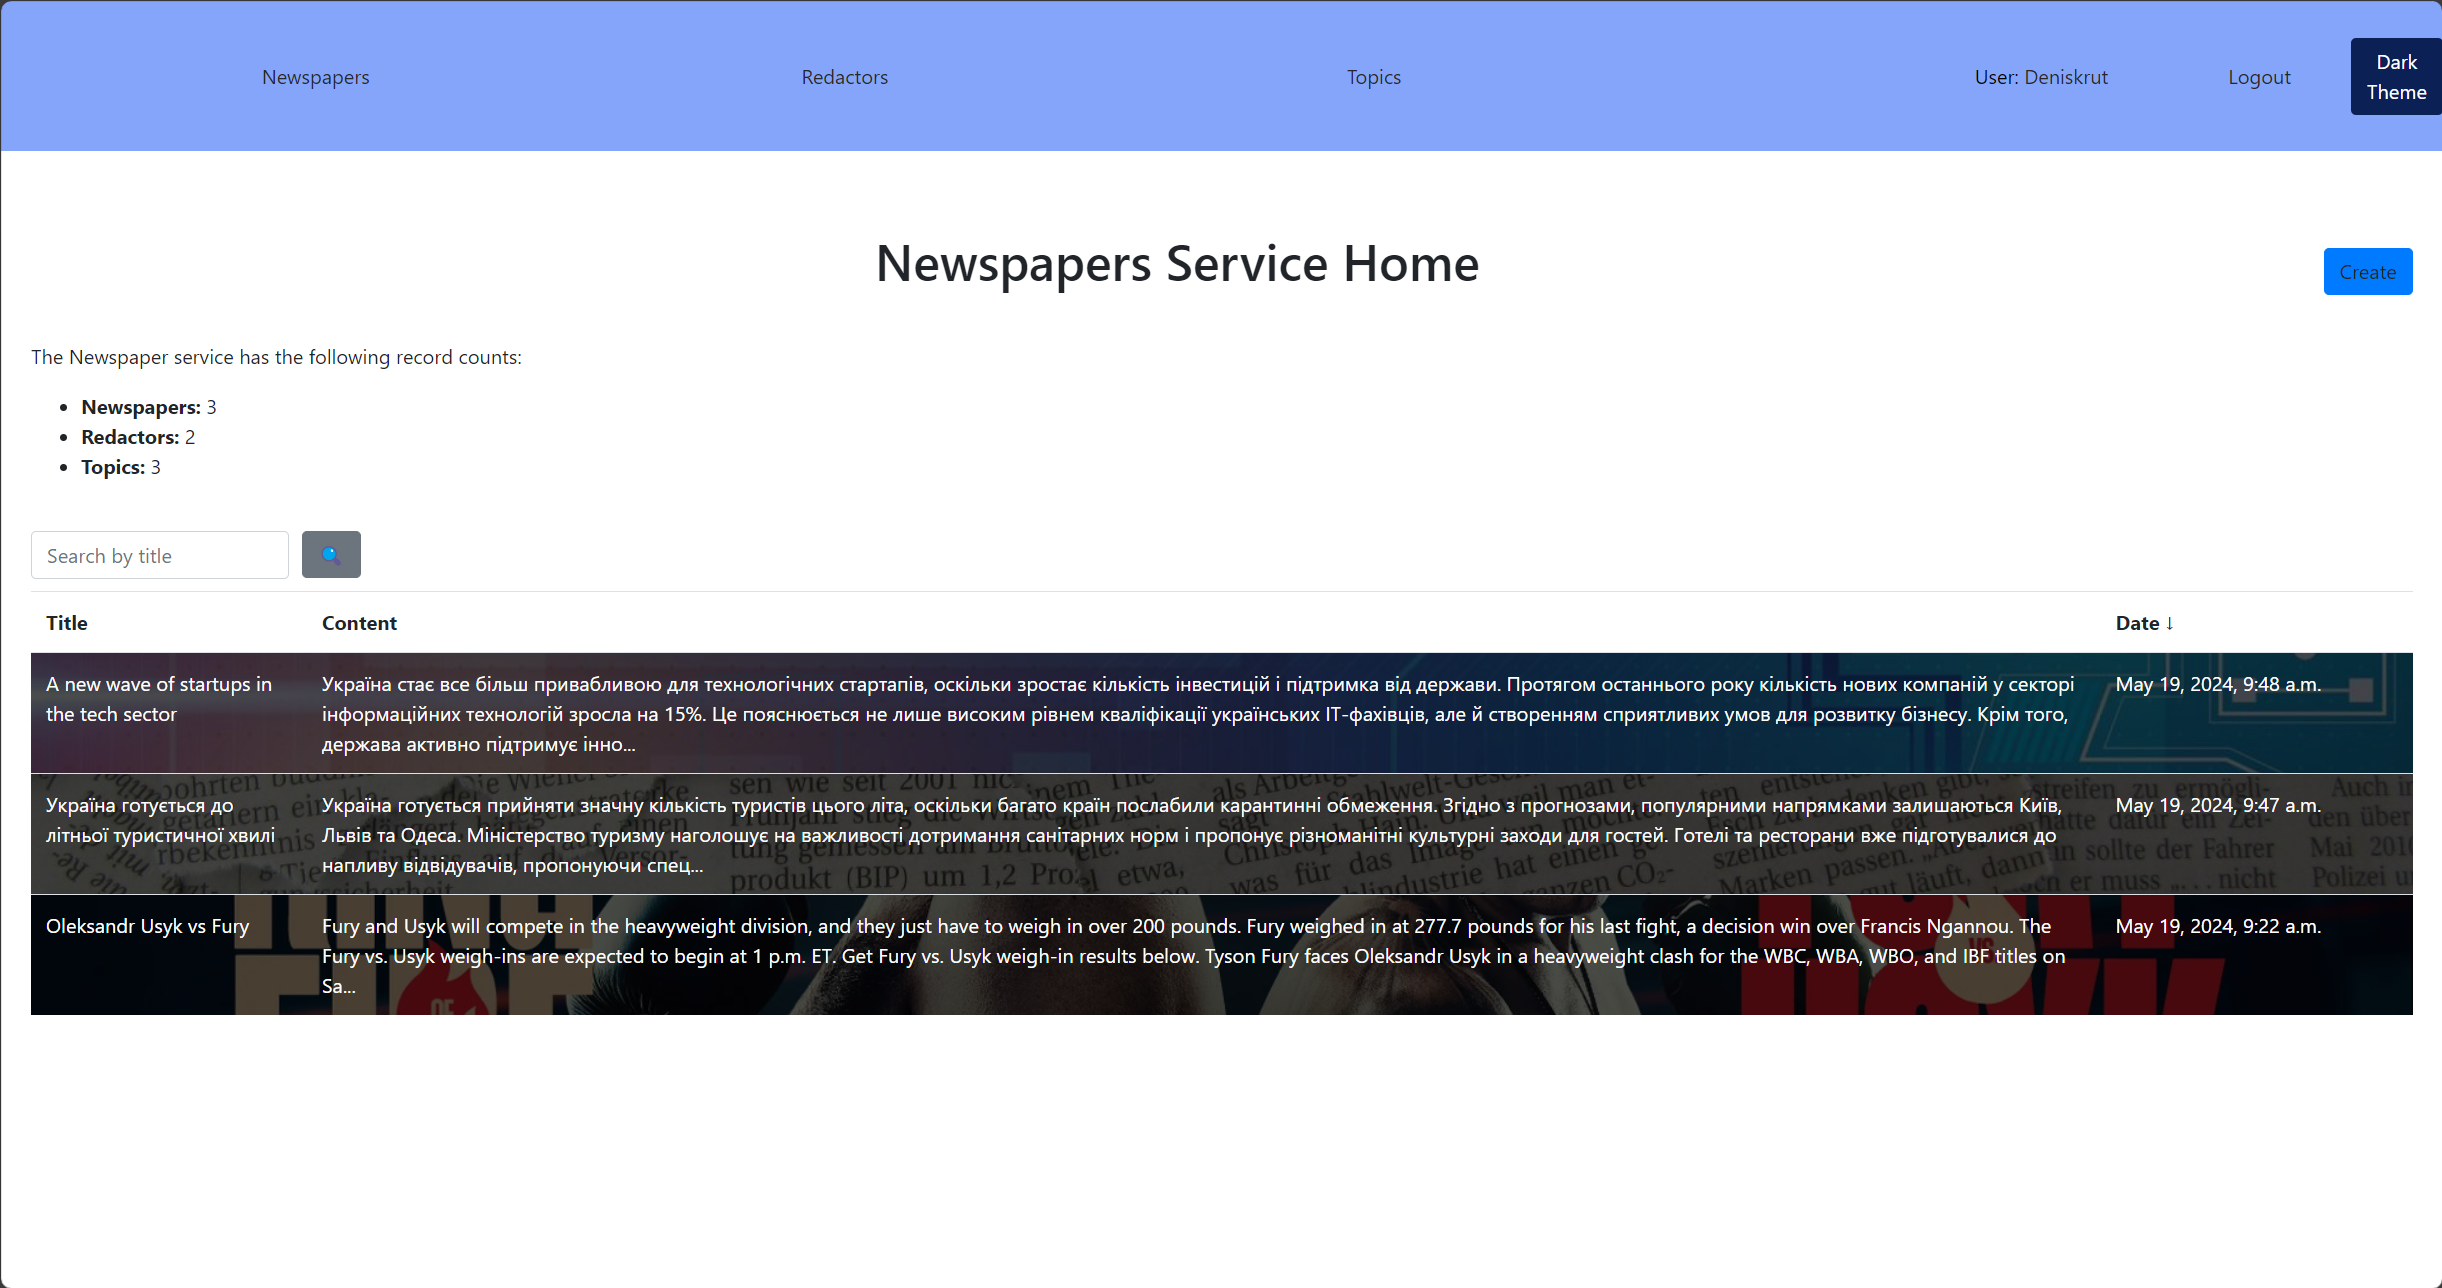 Newspapers
Redactors
Topics
User: Deniskrut
Logout
Dark
Theme
Newspapers Service Home
Create
The Newspaper service has the following record counts:
Newspapers: 3
Redactors: 2
Topics: 3
Search by title
Title
Content
Date ↓
A new wave of startups in
the tech sector
Україна стає все більш привабливою для технологічних стартапів, оскільки зростає кількість інвестицій і підтримка від держави. Протягом останнього року кількість нових компаній у секторі
інформаційних технологій зросла на 15%. Це пояснюється не лише високим рівнем кваліфікації українських ІТ-фахівців, але й створенням сприятливих умов для розвитку бізнесу. Крім того,
держава активно підтримує інно...
May 19, 2024, 9:48 a.m.
Україна готується до
літньої туристичної хвилі
Україна готується прийняти значну кількість туристів цього літа, оскільки багато країн послабили карантинні обмеження. Згідно з прогнозами, популярними напрямками залишаються Київ,
Львів та Одеса. Міністерство туризму наголошує на важливості дотримання санітарних норм і пропонує різноманітні культурні заходи для гостей. Готелі та ресторани вже підготувалися до
напливу відвідувачів, пропонуючи спец...
May 19, 2024, 9:47 a.m.
Oleksandr Usyk vs Fury
Fury and Usyk will compete in the heavyweight division, and they just have to weigh in over 200 pounds. Fury weighed in at 277.7 pounds for his last fight, a decision win over Francis Ngannou. The
Fury vs. Usyk weigh-ins are expected to begin at 1 p.m. ET. Get Fury vs. Usyk weigh-in results below. Tyson Fury faces Oleksandr Usyk in a heavyweight clash for the WBC, WBA, WBO, and IBF titles on
Sa...
May 19, 2024, 9:22 a.m.